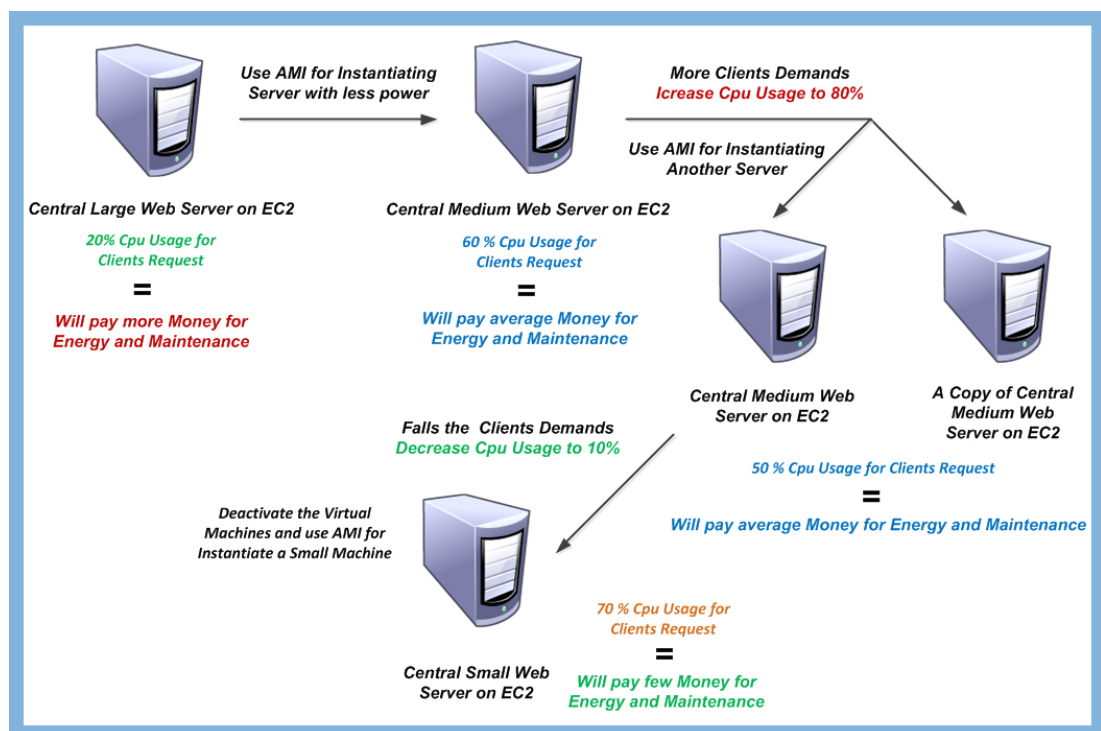 Use AMI for Instantiating
Server with less power
More Clients Demands
Icrease Cpu Usage to 80%
Use AMI for Instantiating
Another Server
Central Large Web Server on EC2
20% Cpu Usage for
Clients Request
=
Will pay more Money for
Energy and Maintenance
Central Medium Web Server on EC2
60 % Cpu Usage for
Clients Request
=
Will pay average Money for
Energy and Maintenance
Central Medium Web
Server on EC2
A Copy of Central
Medium Web
Server on EC2
50 % Cpu Usage for Clients Request
=
Will pay average Money for Energy and Maintenance
Falls the Clients Demands
Decrease Cpu Usage to 10%
Deactivate the Virtual
Machines and use AMI for
Instantiate a Small Machine
Central Small Web
Server on EC2
70 % Cpu Usage for
Clients Request
=
Will pay few Money for
Energy and Maintenance